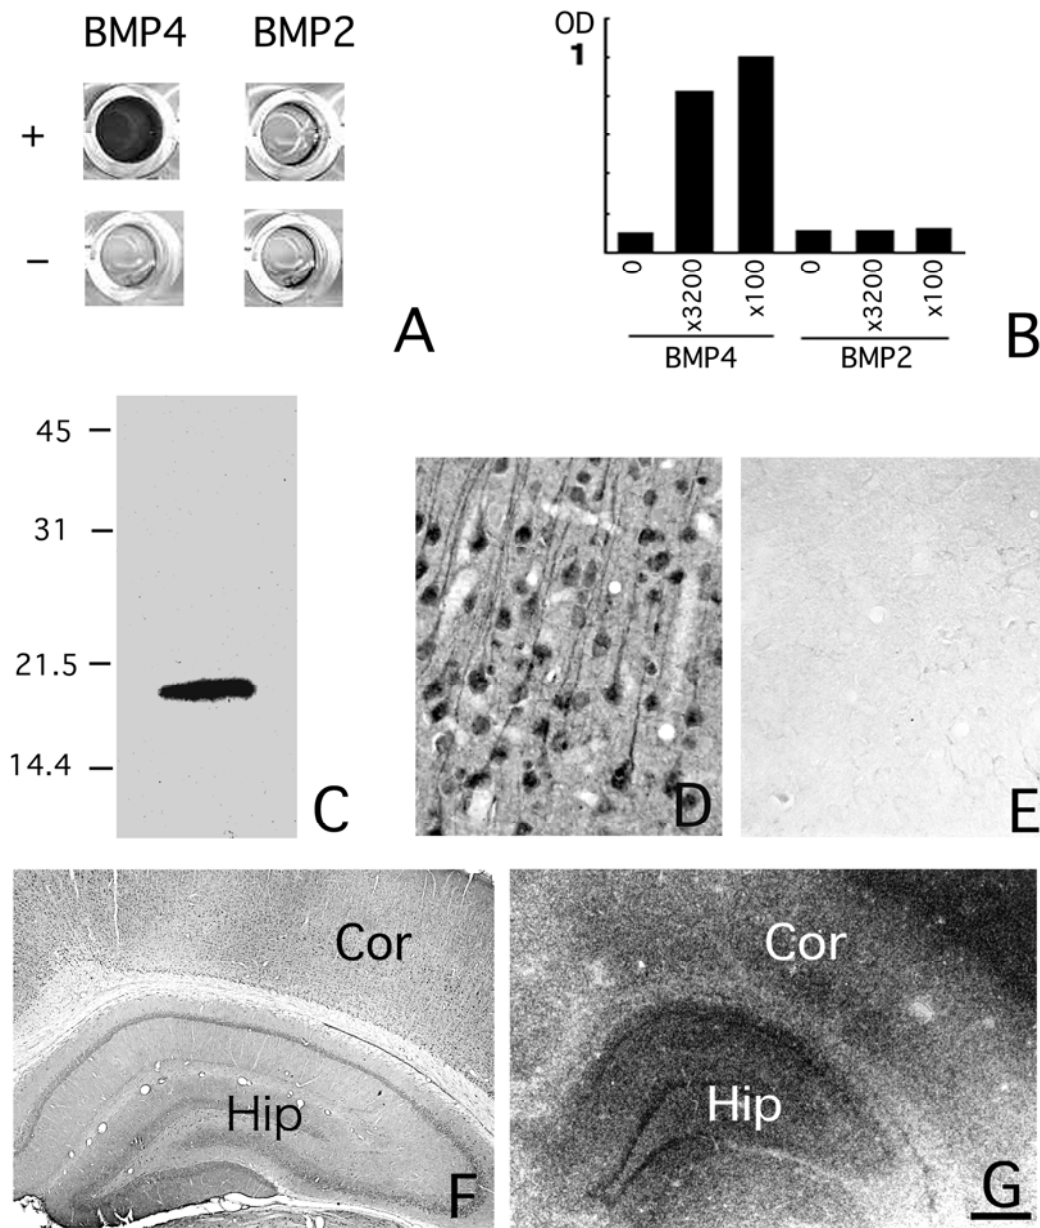 BMP4 BMP2
+
−
A
OD
1
0 x3200 x100 0 x3200 x100
BMP4 BMP2
B
45
31
21.5
14.4
C
D
E
Cor
Hip
F
Cor
Hip
G